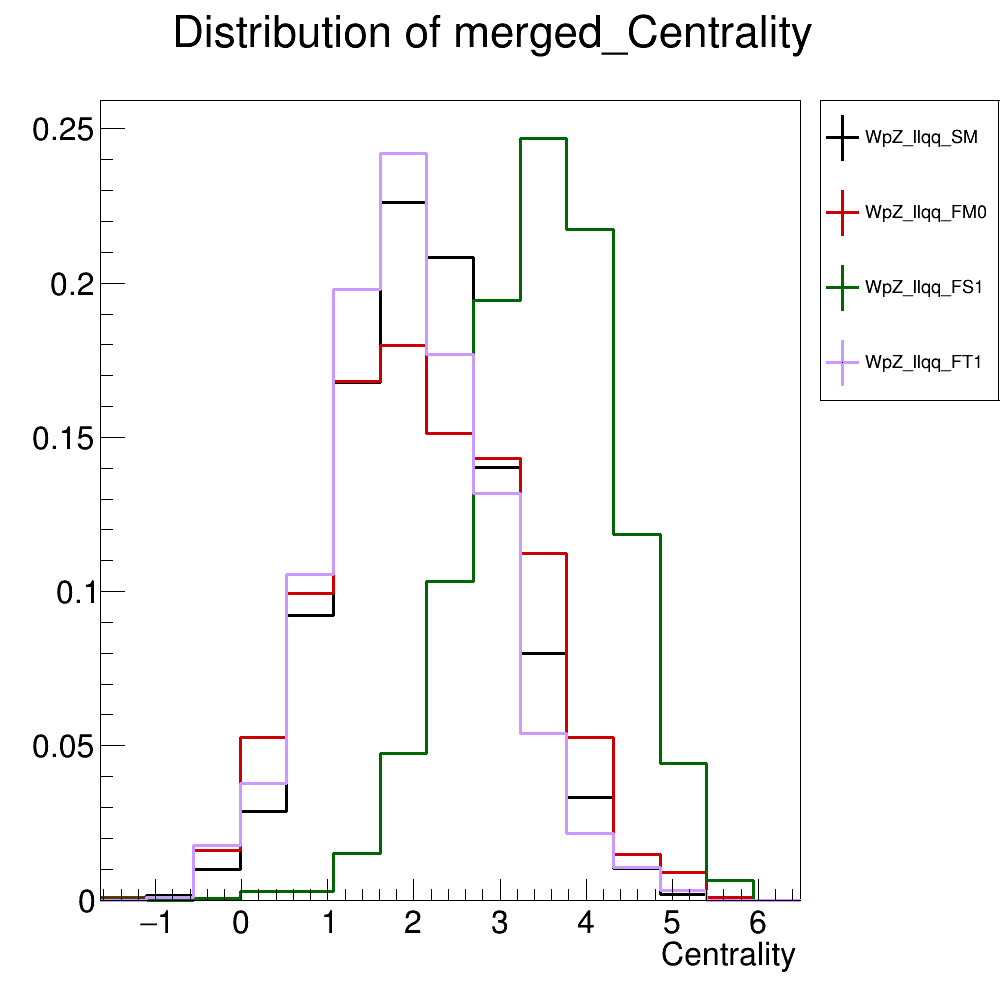 Distribution of merged_Centrality
0.25
0.2
0.15
0.1
0.05
0
−1 0 1 2 3 4 5 6
Centrality
WpZ_llqq_SM
WpZ_llqq_FM0
WpZ_llqq_FS1
WpZ_llqq_FT1